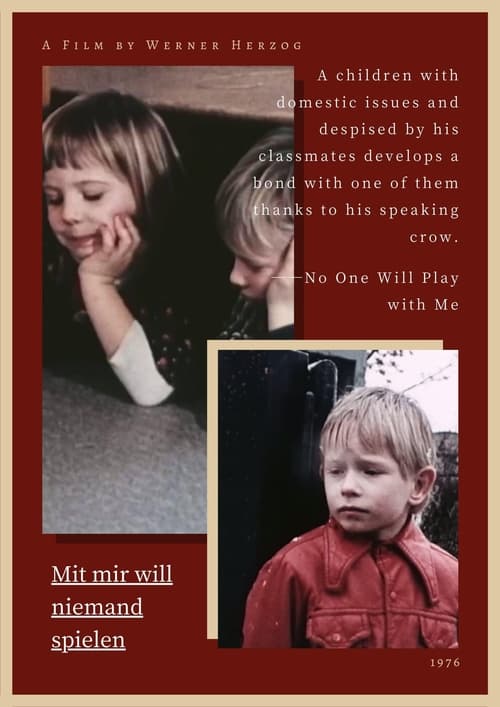 A Film by Werner Herzog
A children with
domestic issues and
despised by his
classmates develops a
bond with one of them
thanks to his speaking
crow.
——No One Will Play
with Me
Mit mir will
niemand
spielen
1976